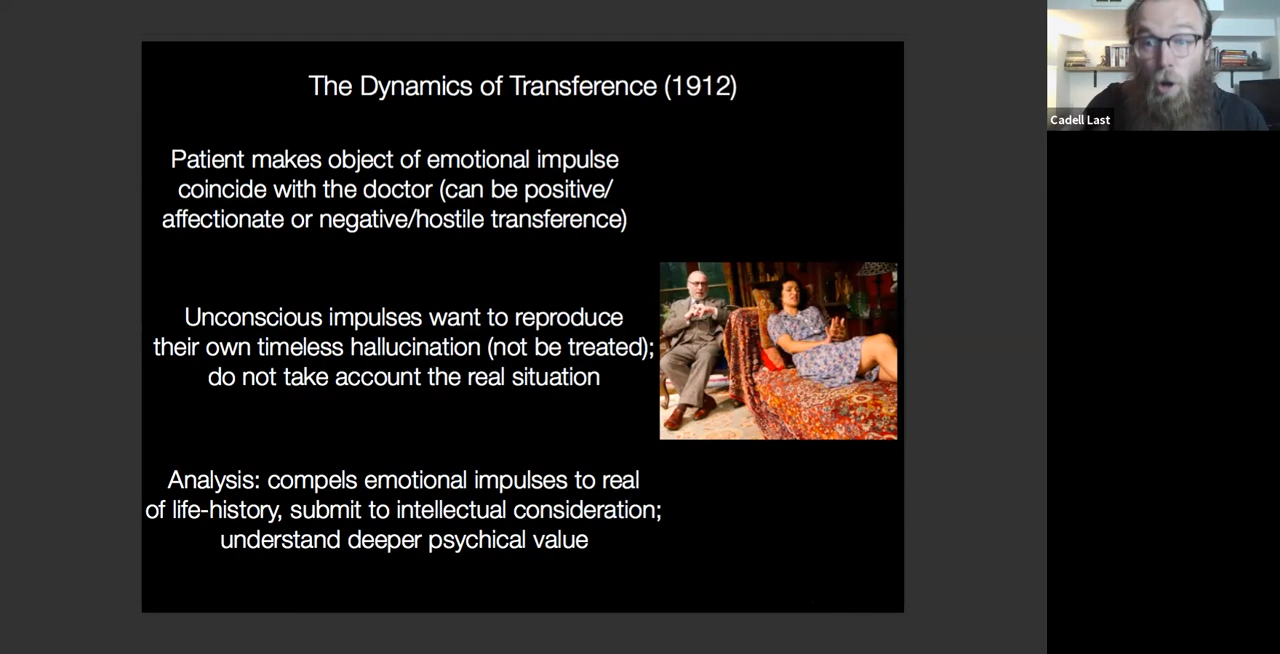 The Dynamics of Transference (1912)
Patient makes object of emotional impulse
coincide with the doctor (can be positive/
affectionate or negative/hostile transference)
Unconscious impulses want to reproduce
their own timeless hallucination (not be treated);
do not take account the real situation
Analysis: compels emotional impulses to real
of life-history, submit to intellectual consideration;
understand deeper psychical value
Cadell Last